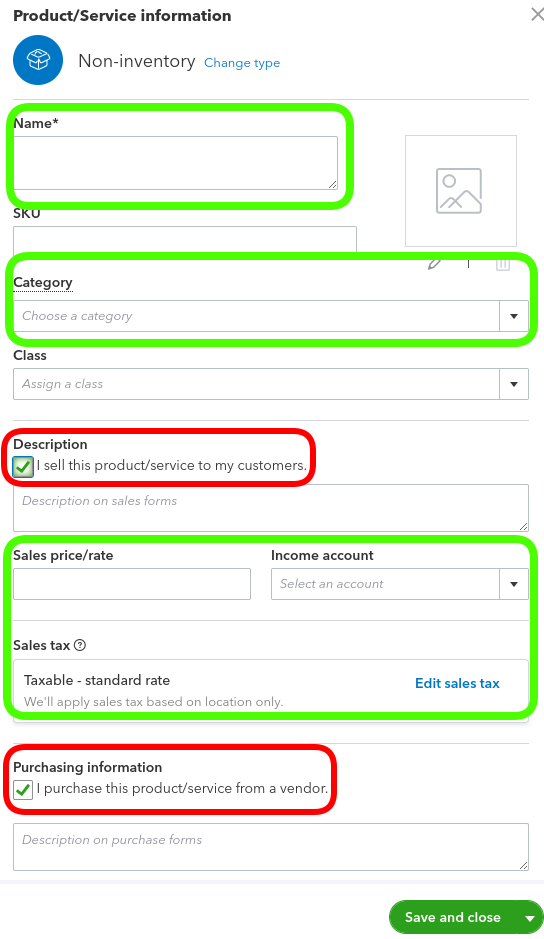 Product/Service information
Non-inventory Change type
Name*
SKU
Category
Choose a category
Class
Assign a class
Description
I sell this product/service to my customers.
Description on sales forms
Sales price/rate Income account
Select an account
Sales tax ?
Taxable - standard rate
Edit sales tax
We'll apply sales tax based on location only.
Purchasing information
I purchase this product/service from a vendor.
Description on purchase forms
Save and close